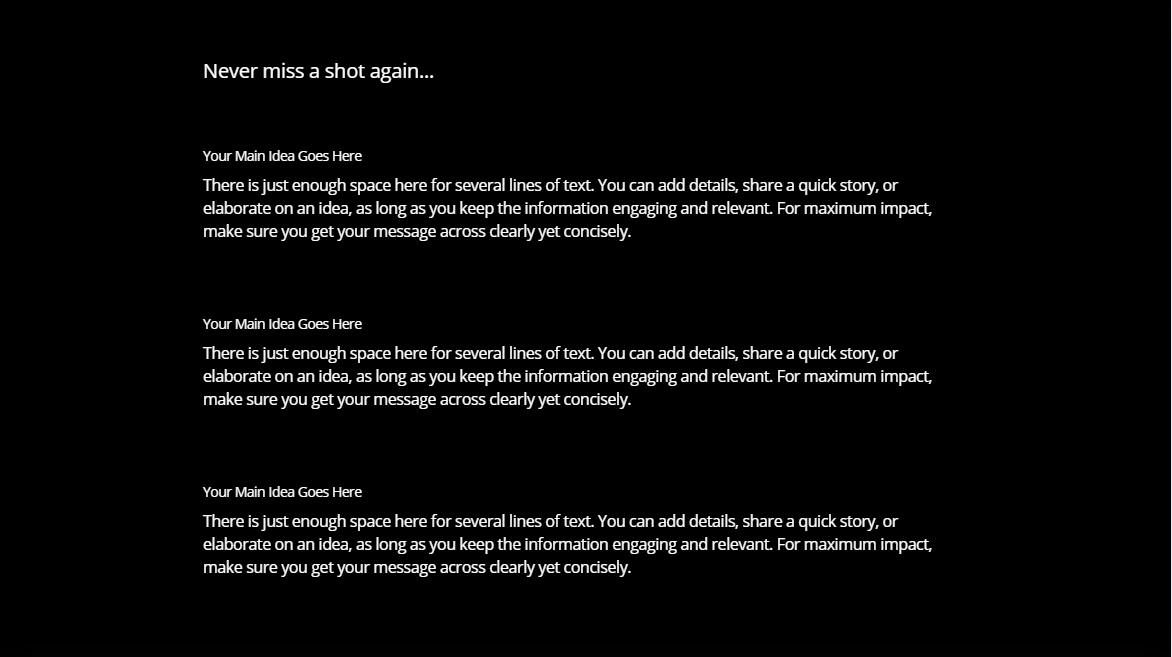 Never miss a shot again...
Your Main Idea Goes Here
There is just enough space here for several lines of text. You can add details, share a quick story, or
elaborate on an idea, as long as you keep the information engaging and relevant. For maximum impact,
make sure you get your message across clearly yet concisely.
Your Main Idea Goes Here
There is just enough space here for several lines of text. You can add details, share a quick story, or
elaborate on an idea, as long as you keep the information engaging and relevant. For maximum impact,
make sure you get your message across clearly yet concisely.
Your Main Idea Goes Here
There is just enough space here for several lines of text. You can add details, share a quick story, or
elaborate on an idea, as long as you keep the information engaging and relevant. For maximum impact,
make sure you get your message across clearly yet concisely.